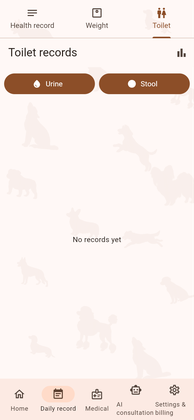 Health record
Weight
Toilet
Toilet records
Urine
Stool
No records yet
Home
Daily record
Medical
AI
consultation
Settings &
billing